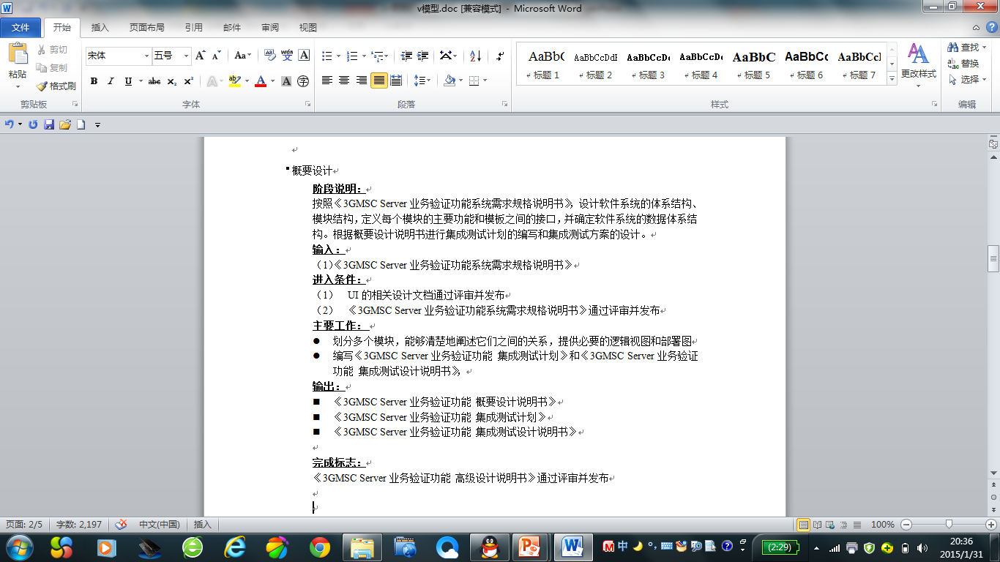 v模型.doc [兼容模式] - Microsoft Word
文件 开始 插入 页面布局 引用 邮件 审阅 视图
粘贴 剪切 复制 格式刷
宋体 五号
AaBbC AaBbCcDdE AaBbCcDc AaBbCcDc AaBbC AaBbCc AaBbCcI
标题 1 标题 2 标题 3 标题 4 标题 5 标题 6 标题 7
更改样式
查找 替换 选择
剪贴板 字体 段落 样式 编辑
概要设计
阶段说明：
按照《3GMSC Server 业务验证功能系统需求规格说明书》，设计软件系统的体系结构、
模块结构，定义每个模块的主要功能和模板之间的接口，并确定软件系统的数据体系结
构。根据概要设计说明书进行集成测试计划的编写和集成测试方案的设计。
输入：
（1）《3GMSC Server 业务验证功能系统需求规格说明书》
进入条件：
（1） UI 的相关设计文档通过评审并发布
（2） 《3GMSC Server 业务验证功能系统需求规格说明书》通过评审并发布
主要工作：
● 划分多个模块，能够清楚地阐述它们之间的关系，提供必要的逻辑视图和部署图
● 编写《3GMSC Server 业务验证功能 集成测试计划》和《3GMSC Server 业务验证
功能 集成测试设计说明书》。
输出：
■ 《3GMSC Server 业务验证功能 概要设计说明书》
■ 《3GMSC Server 业务验证功能 集成测试计划》
■ 《3GMSC Server 业务验证功能 集成测试设计说明书》
完成标志：
《3GMSC Server 业务验证功能 高级设计说明书》通过评审并发布
页面: 2/5 字数: 2,197 中文(中国) 插入 100%
中 (2:29) 20:36
2015/1/31